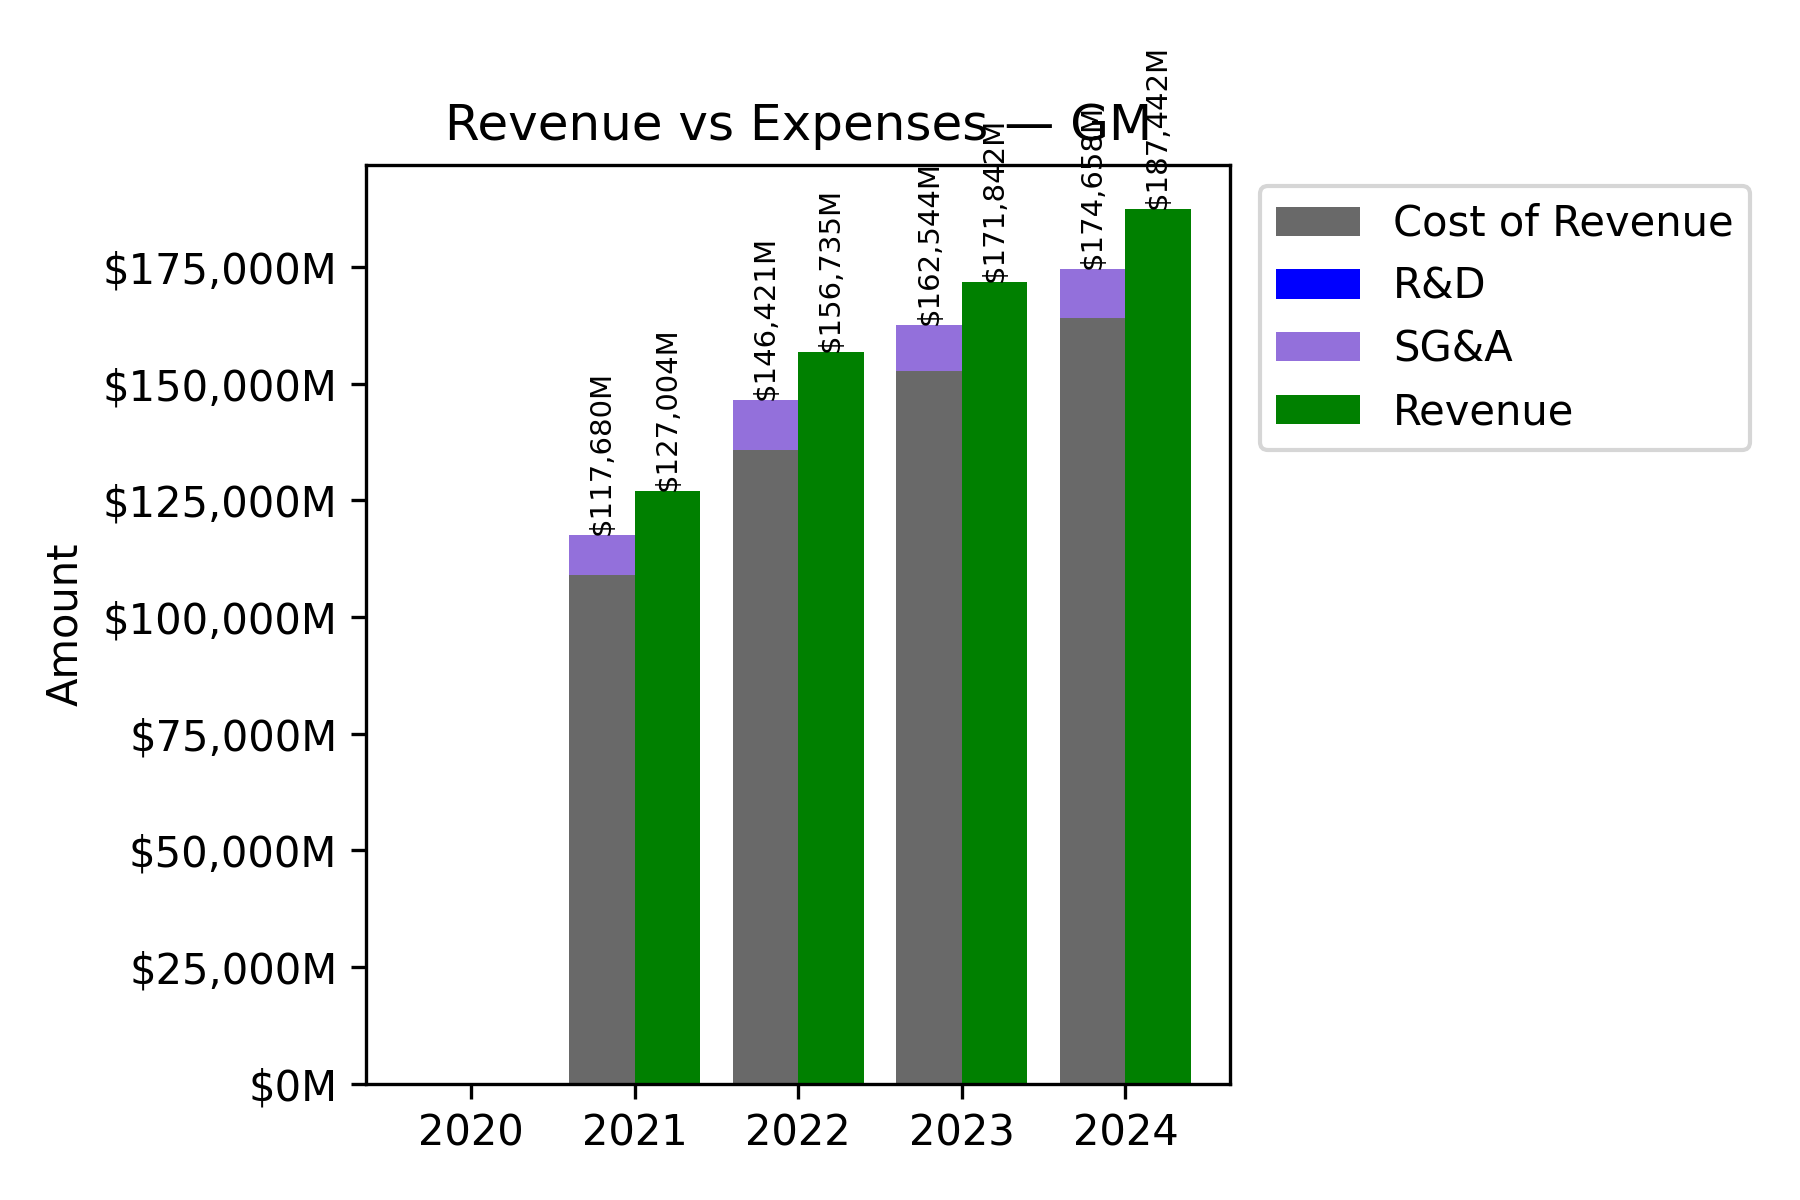 Revenue vs Expenses — GM
Amount
$175,000M
$150,000M
$125,000M
$100,000M
$75,000M
$50,000M
$25,000M
$0M
$117,680M
$127,004M
$146,421M
$156,735M
$162,544M
$171,842M
$174,658M
$187,442M
2020 2021 2022 2023 2024
Cost of Revenue
R&D
SG&A
Revenue